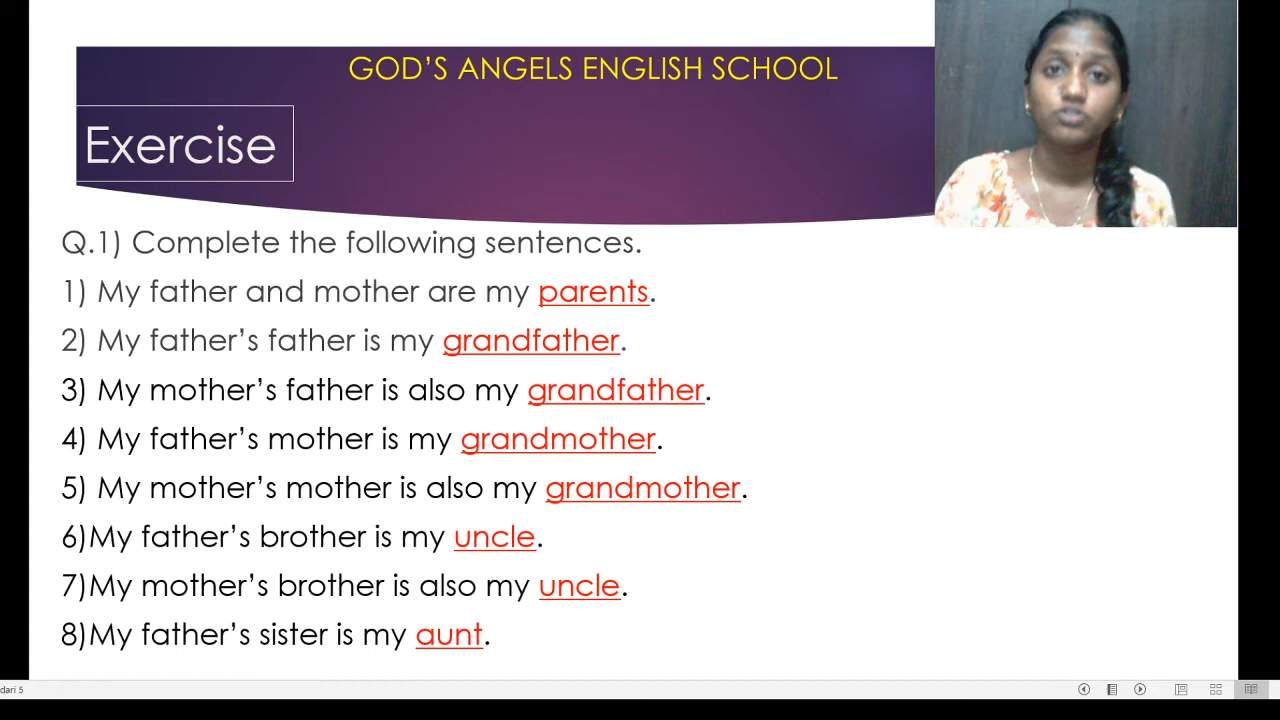 GOD’S ANGELS ENGLISH SCHOOL
Exercise
Q.1) Complete the following sentences.
1) My father and mother are my parents.
2) My father’s father is my grandfather.
3) My mother’s father is also my grandfather.
4) My father’s mother is my grandmother.
5) My mother’s mother is also my grandmother.
6)My father’s brother is my uncle.
7)My mother’s brother is also my uncle.
8)My father’s sister is my aunt.
dari 5